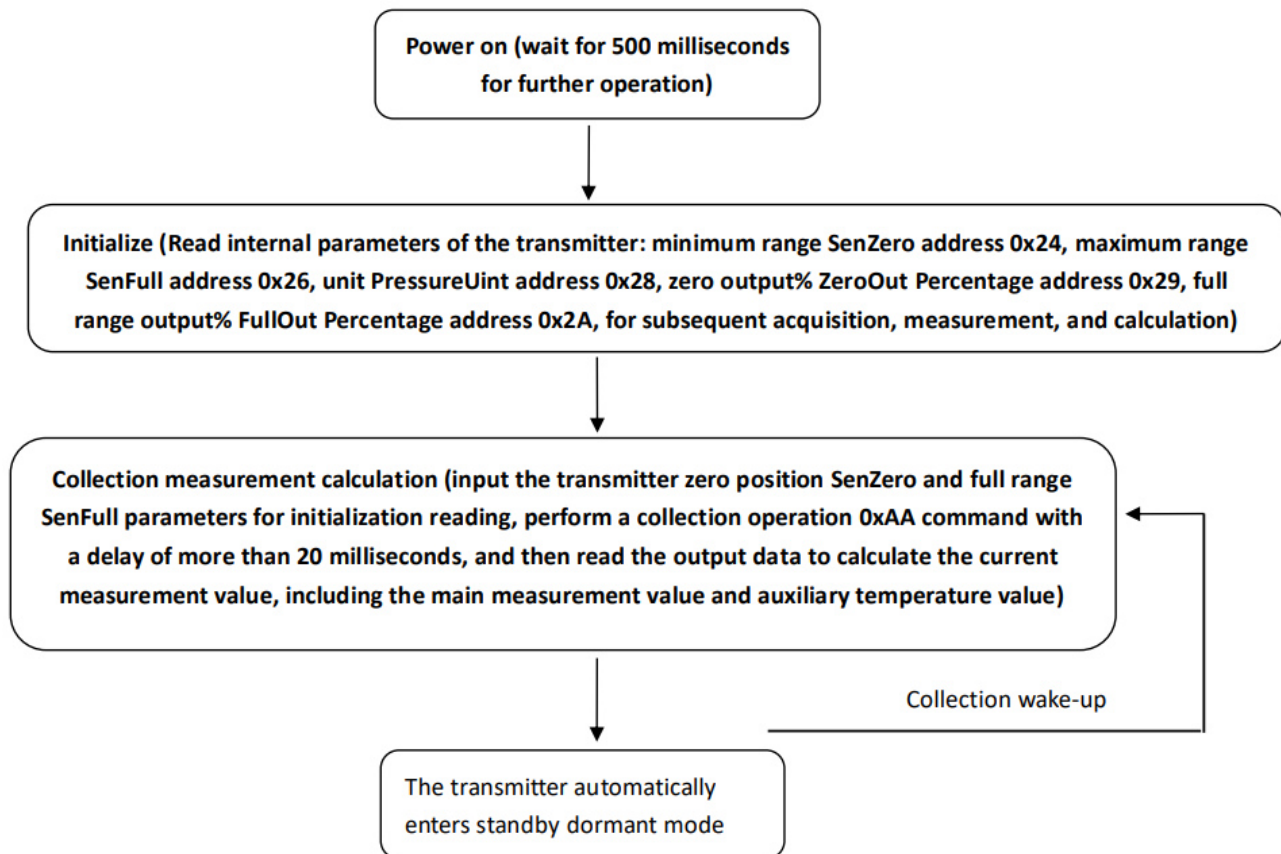 Power on (wait for 500 milliseconds
for further operation)
Initialize (Read internal parameters of the transmitter: minimum range SenZero address 0x24, maximum range
SenFull address 0x26, unit PressureUint address 0x28, zero output% ZeroOut Percentage address 0x29, full
range output% FullOut Percentage address 0x2A, for subsequent acquisition, measurement, and calculation)
Collection measurement calculation (input the transmitter zero position SenZero and full range
SenFull parameters for initialization reading, perform a collection operation 0xAA command with
a delay of more than 20 milliseconds, and then read the output data to calculate the current
measurement value, including the main measurement value and auxiliary temperature value)
Collection wake-up
The transmitter automatically
enters standby dormant mode